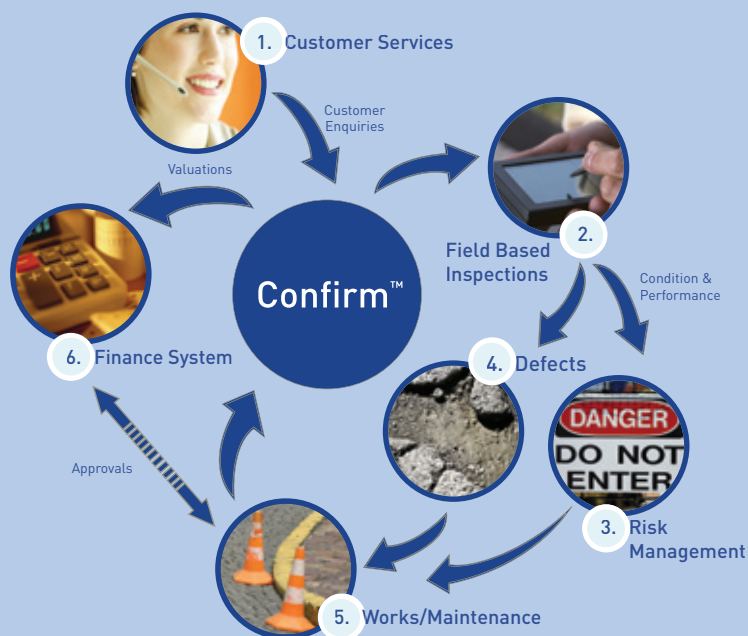 1. Customer Services
Customer
Enquiries
Valuations
2.
Field Based
Inspections
Condition &
Performance
Confirm™
6. Finance System
4. Defects
DANGER
DO NOT
ENTER
Approvals
3. Risk
Management
5. Works/Maintenance